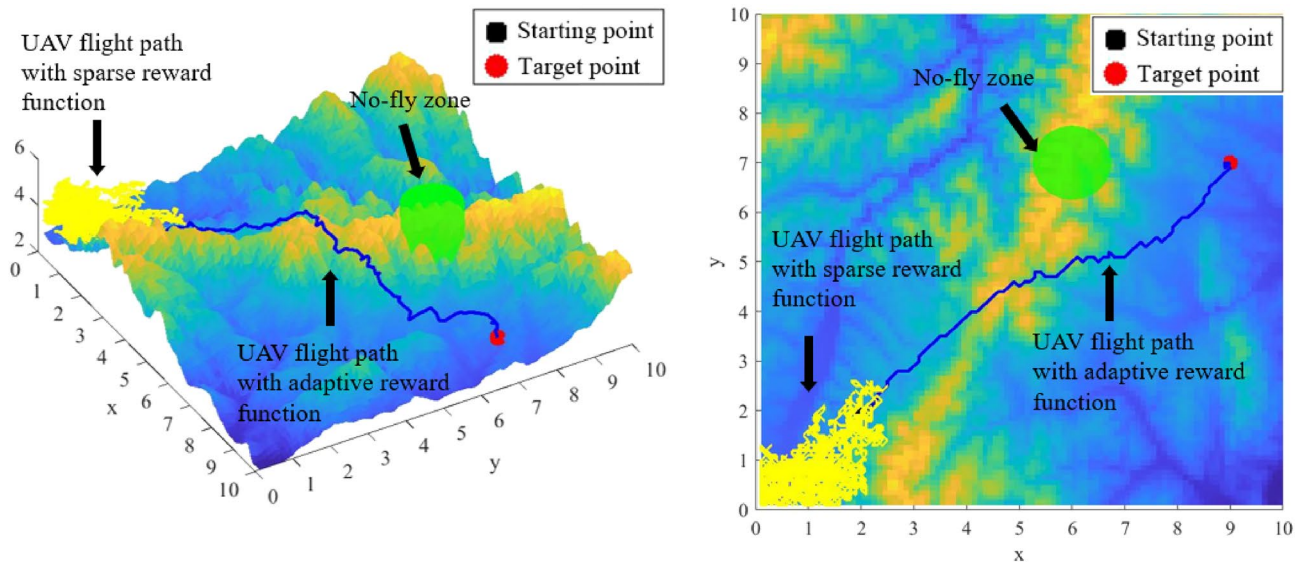 UAV flight path
with sparse reward
function
Starting point
Target point
No-fly zone
6
4
2
0
1
2
3
4
5
6
7
8
9
10
x
0
1
2
3
4
5
6
7
8
9
10
y
UAV flight path
with adaptive reward
function
10
9
8
7
6
5
4
3
2
1
0
y
Starting point
Target point
No-fly zone
UAV flight path
with sparse reward
function
UAV flight path
with adaptive reward
function
0
1
2
3
4
5
6
7
8
9
10
x